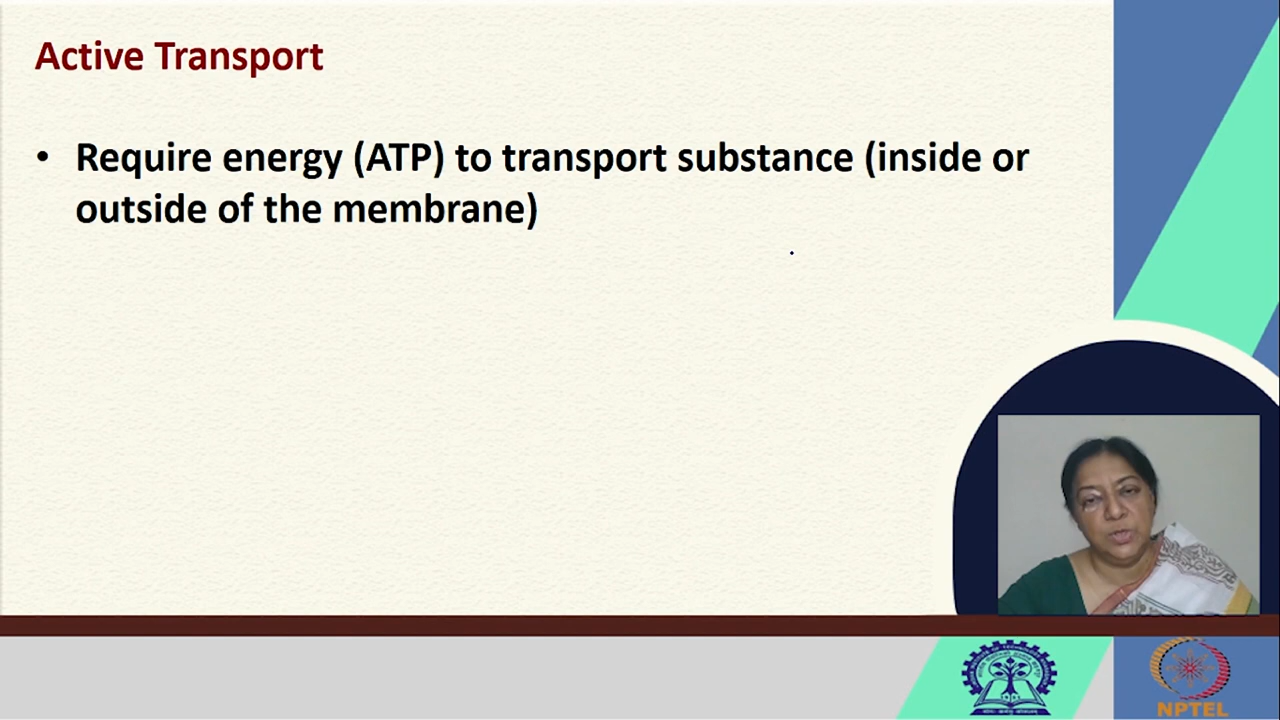 Active Transport
• Require energy (ATP) to transport substance (inside or
outside of the membrane)
NPTEL